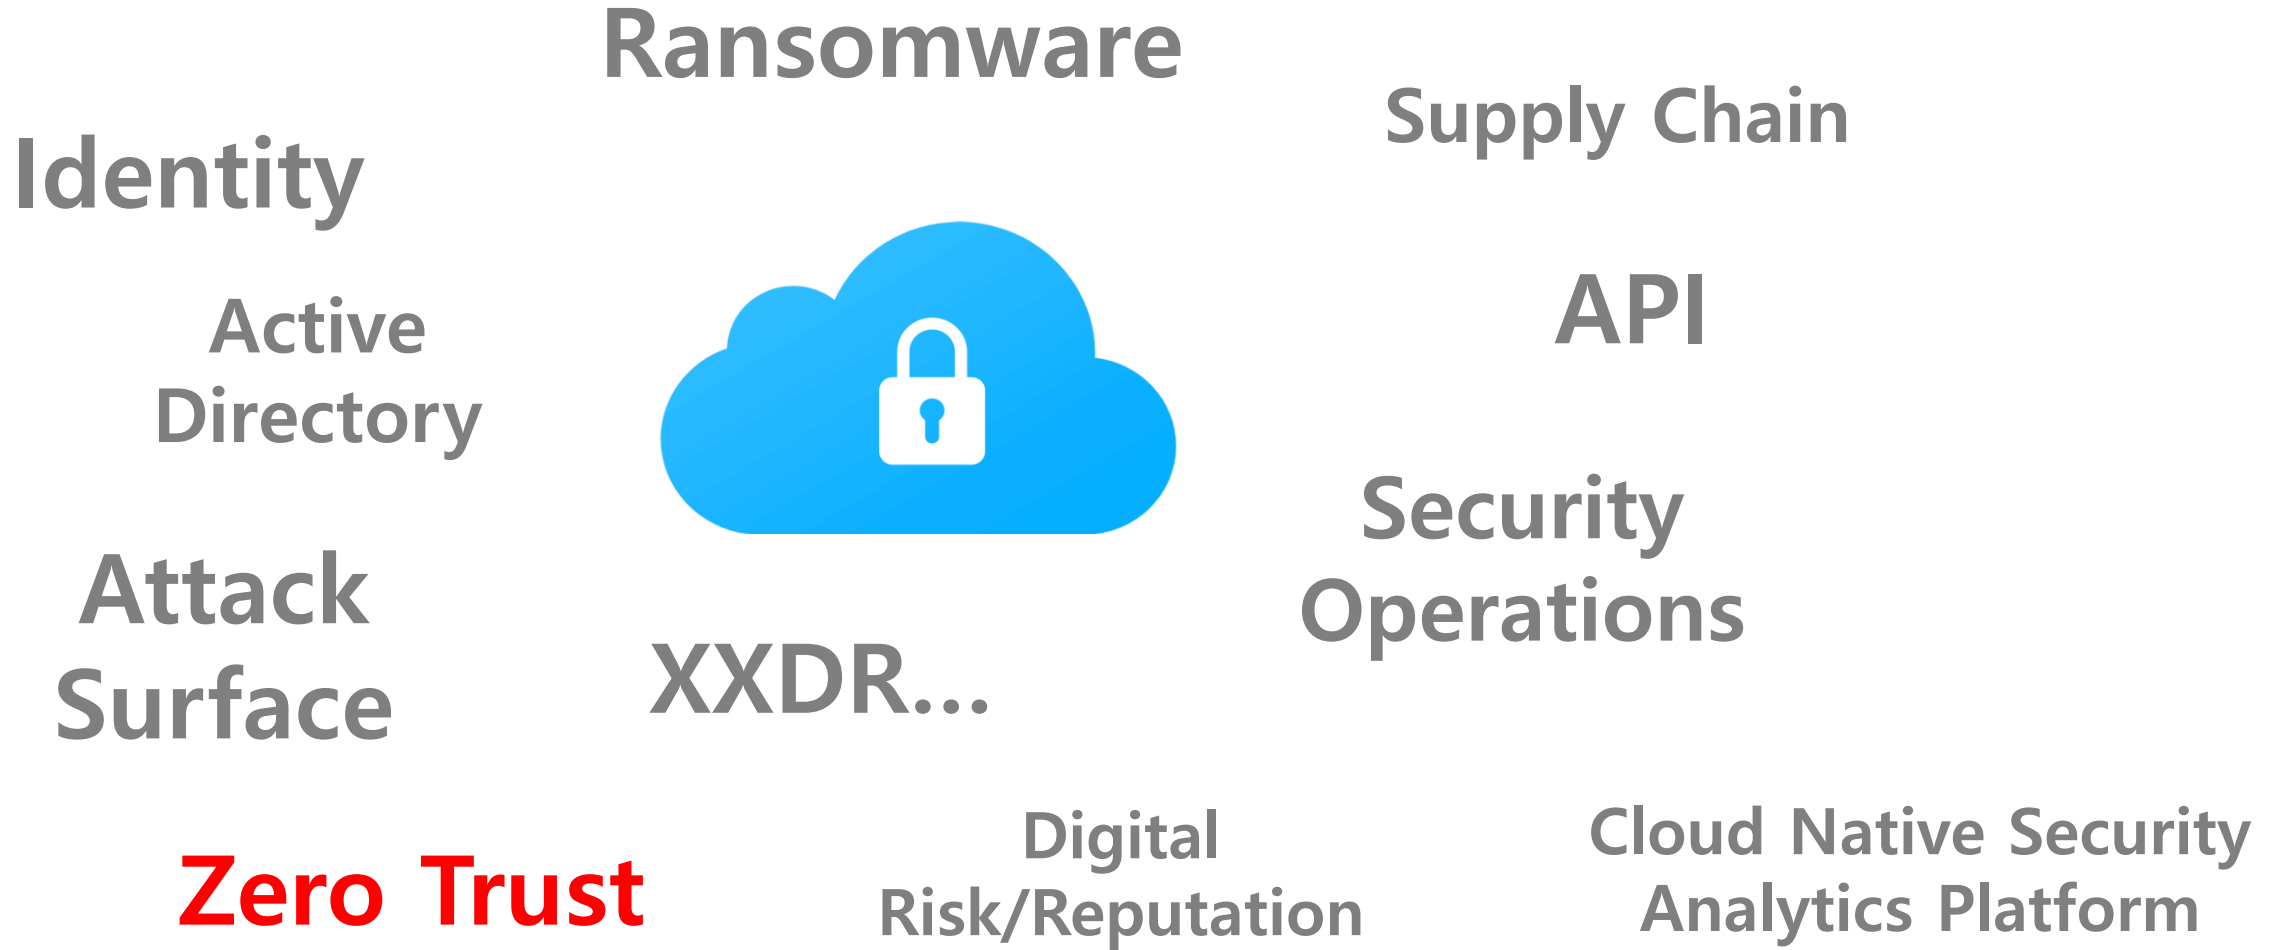 Ransomware
Supply Chain
Identity
API
Active
Directory
Security
Operations
Attack
Surface
XXDR...
Digital
Risk/Reputation
Cloud Native Security
Analytics Platform
Zero Trust